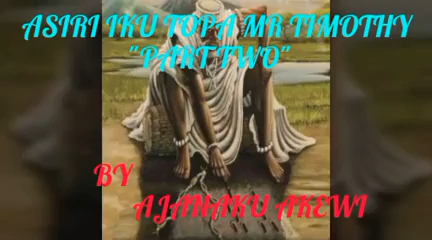 ASIRI IKU TOPA MR TIMOTHY
"PART TWO"
BY
AJANAKU AKEWI